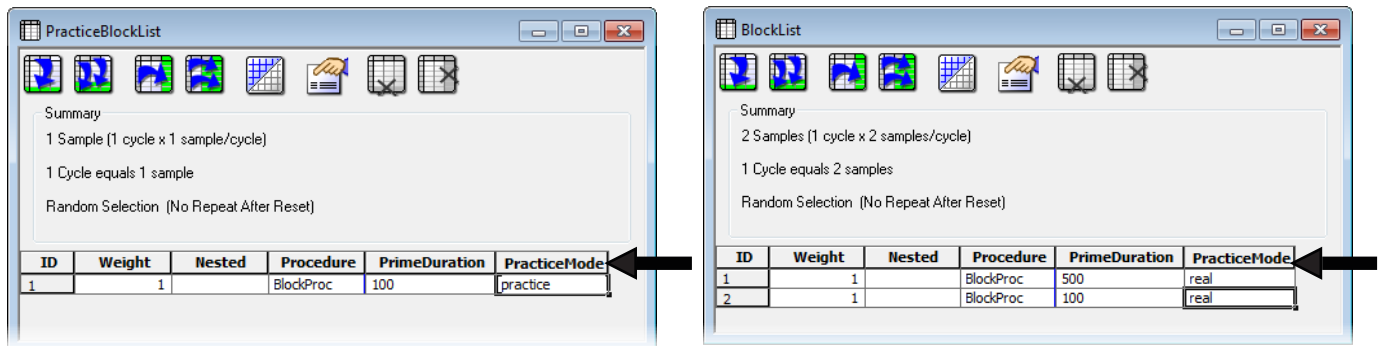 PracticeBlockList
Summary
1 Sample (1 cycle x 1 sample/cycle)
1 Cycle equals 1 sample
Random Selection (No Repeat After Reset)
ID Weight Nested Procedure PrimeDuration PracticeMode
1 1 BlockProc 100 practice
BlockList
Summary
2 Samples (1 cycle x 2 samples/cycle)
1 Cycle equals 2 samples
Random Selection (No Repeat After Reset)
ID Weight Nested Procedure PrimeDuration PracticeMode
1 1 BlockProc 500 real
2 1 BlockProc 100 real